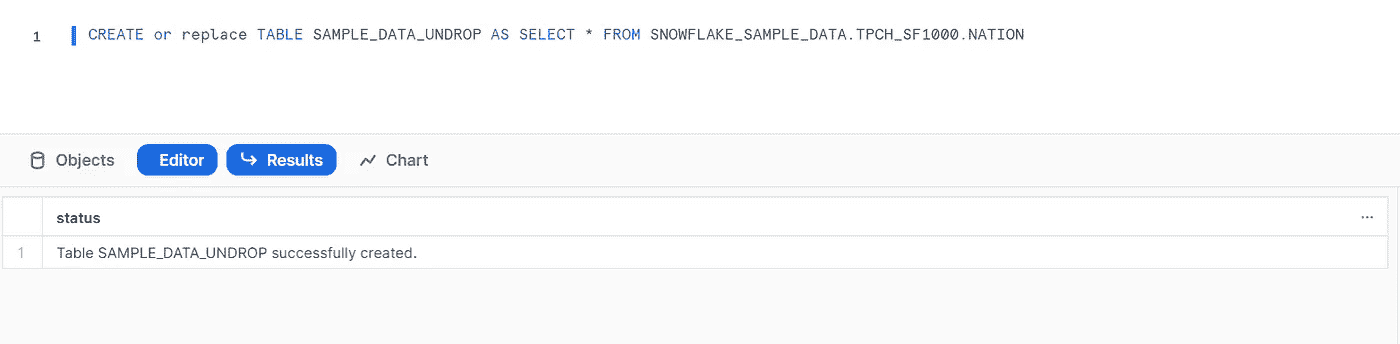 1 CREATE or replace TABLE SAMPLE_DATA_UNDROP AS SELECT * FROM SNOWFLAKE_SAMPLE_DATA.TPCH_SF1000.NATION
Objects Editor Results Chart
status ...
1 Table SAMPLE_DATA_UNDROP successfully created.